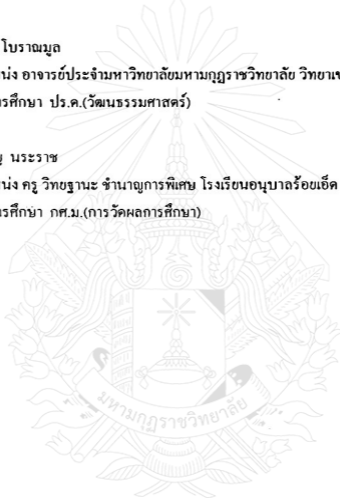 โบราณมูล
น่ง อาจารย์ประจำมหาวิทยาลัยมหามกุฏราชวิทยาลัย วิทยาเข
รศึกษา ปร.ด.(วัฒนธรรมศาสตร์)
นระราช
น่ง ครู วิทยฐานะ ชำนาญการพิเศษ โรงเรียนอนุบาลร้อยเอ็ด
รศึกษา กศ.ม.(การวัดผลการศึกษา)
มหามกุฏราชวิทยาลัย